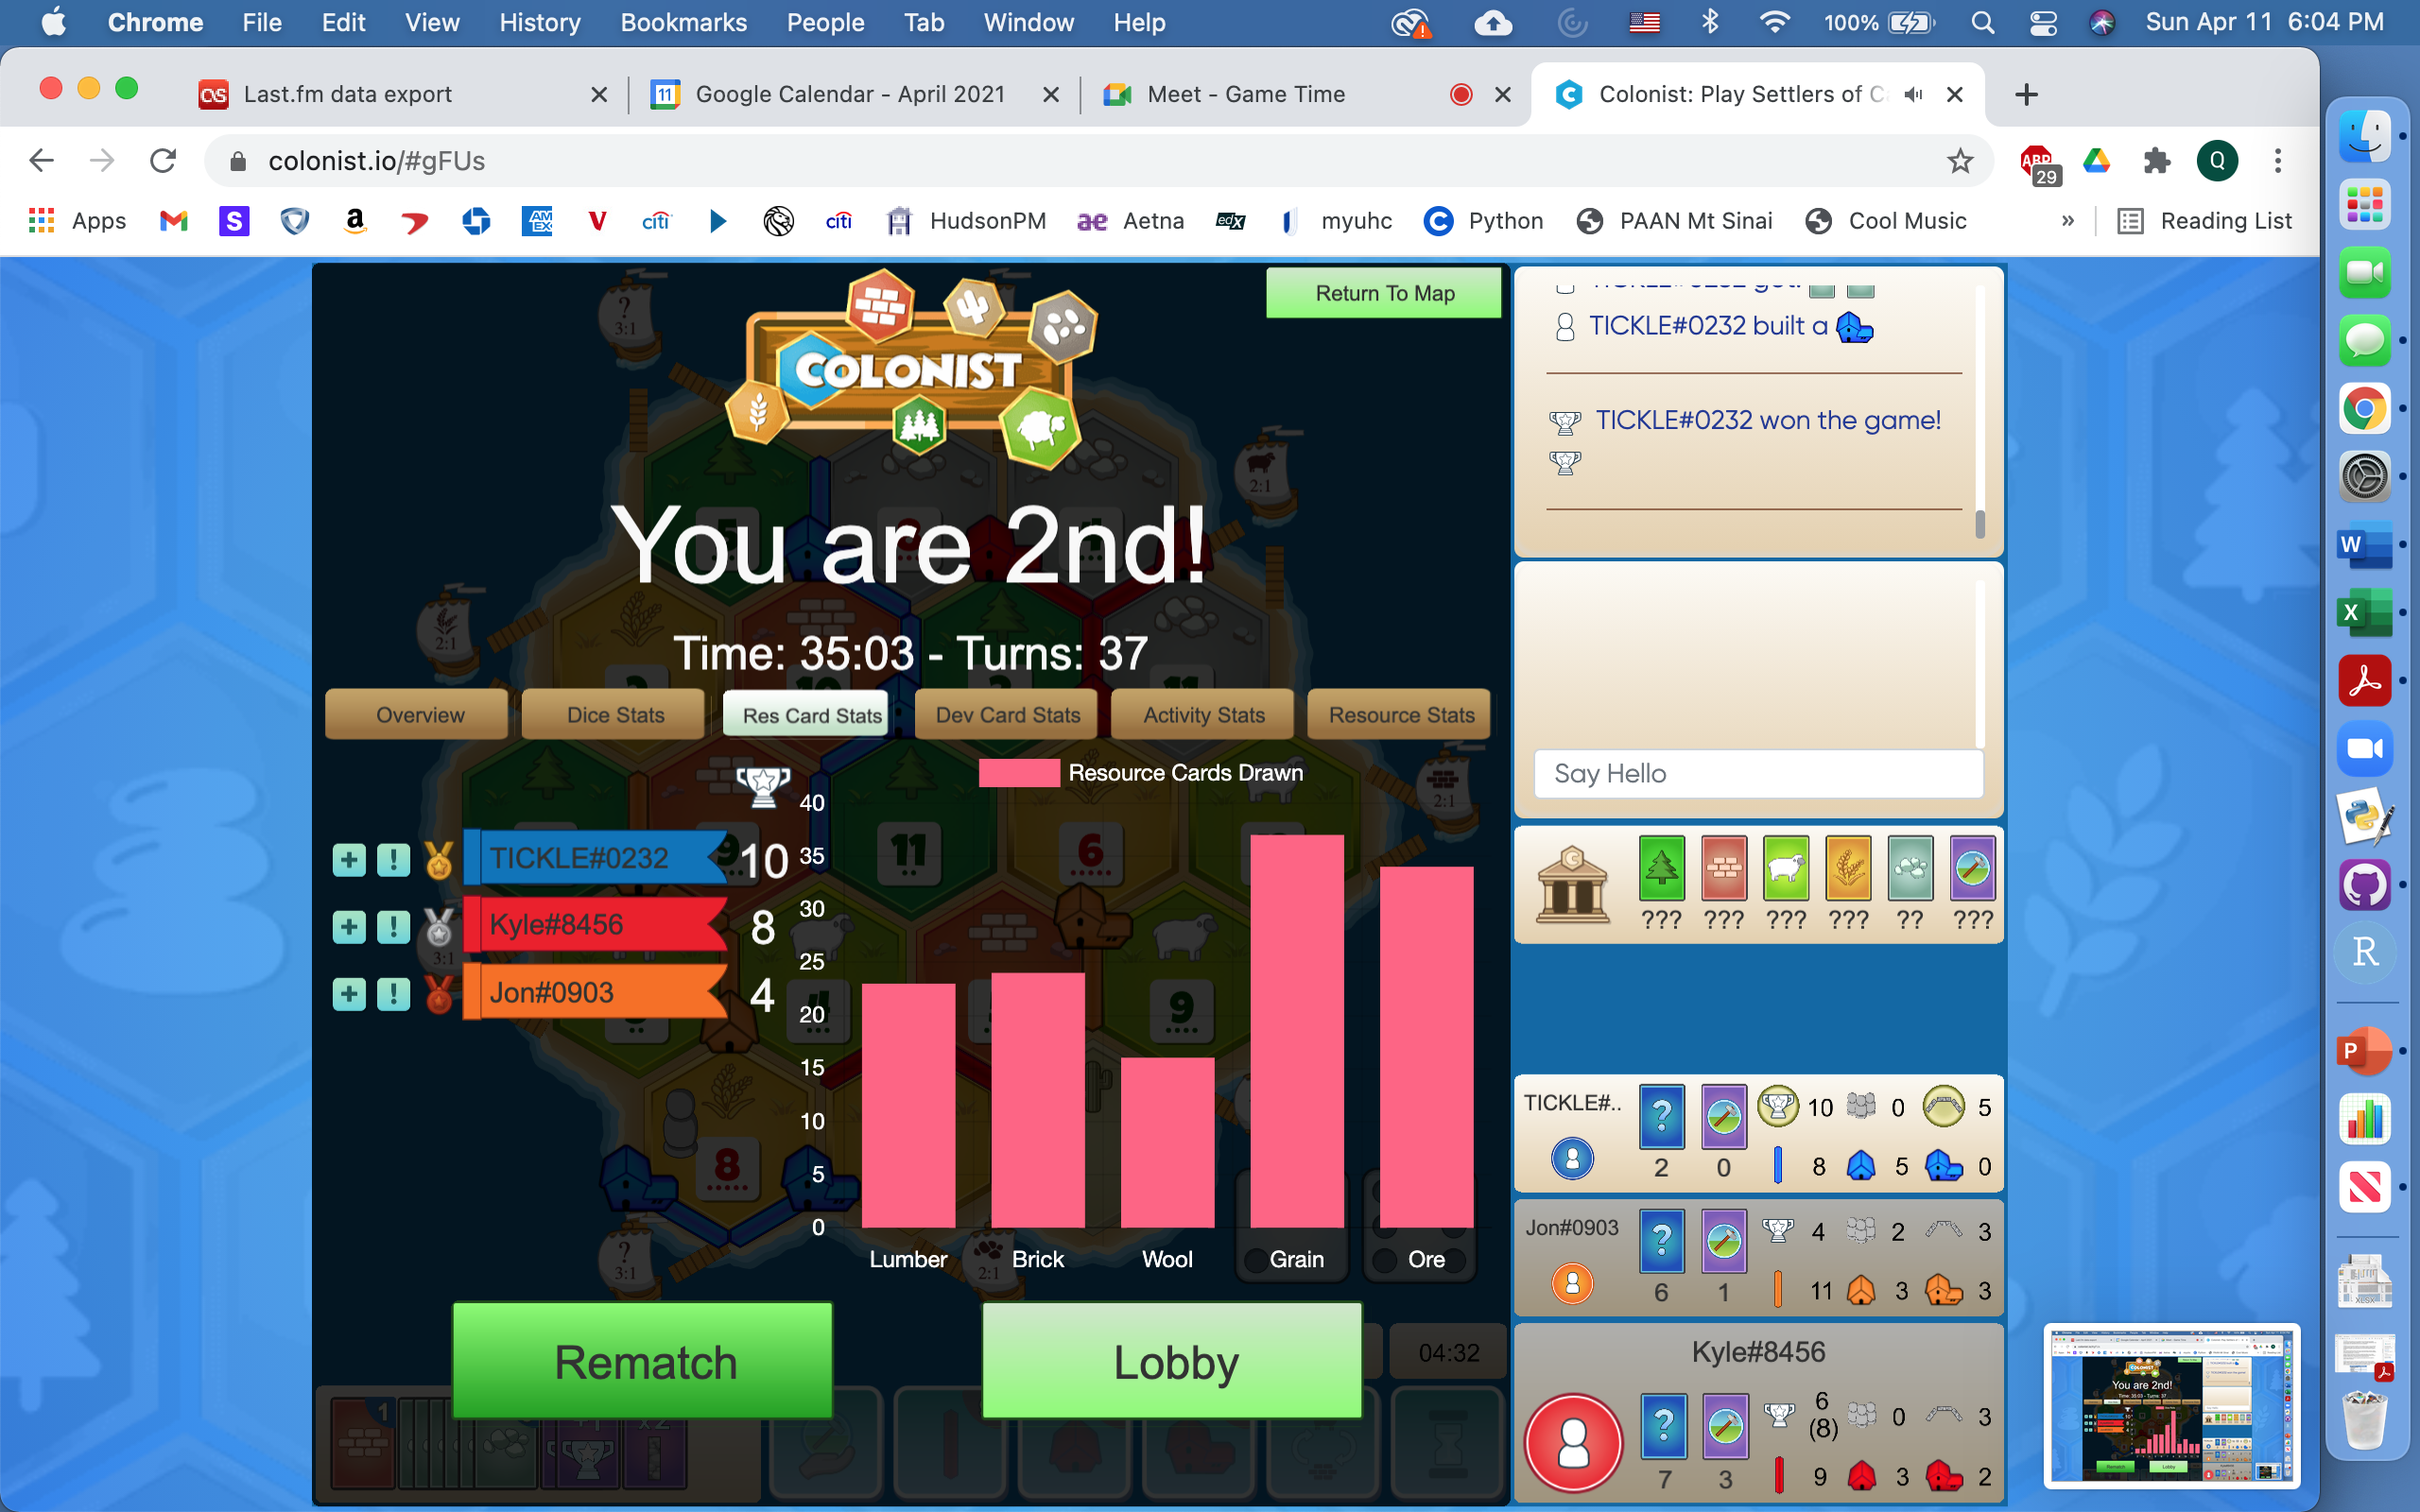 Chrome File Edit View History Bookmarks People Tab Window Help 100% Sun Apr 11 6:04 PM
Last.fm data export Google Calendar - April 2021 Meet - Game Time Colonist: Play Settlers of C
colonist.io/#gFUs
ABP 29 Q
Apps HudsonPM Aetna myuhc Python PAAN Mt Sinai Cool Music » Reading List
Return To Map
COLONIST
You are 2nd!
Time: 35:03 - Turns: 37
Overview Dice Stats Res Card Stats Dev Card Stats Activity Stats Resource Stats
Resource Cards Drawn
TICKLE#0232 10
Kyle#8456 8
Jon#0903 4
40
35
30
25
20
15
10
5
0
Lumber Brick Wool Grain Ore
Rematch
Lobby
04:32
TICKLE#0232 built a
TICKLE#0232 won the game!
Say Hello
??? ??? ??? ??? ?? ???
TICKLE#.. 10 0 5
2 0 8 5 0
Jon#0903 4 2 3
6 1 11 3 3
Kyle#8456
6 (8) 0 3
7 3 9 3 2